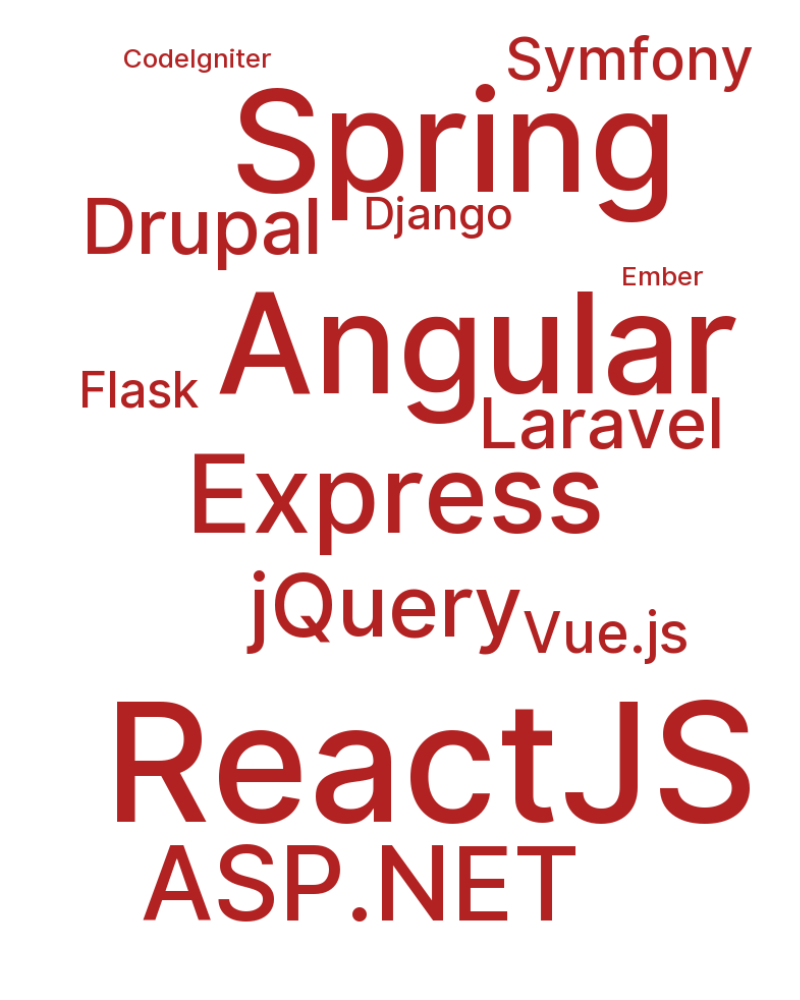 Symfony
CodeIgniter
Spring
Drupal
Django
Ember
Angular
Flask
Laravel
Express
jQuery
Vue.js
ReactJS
ASP.NET